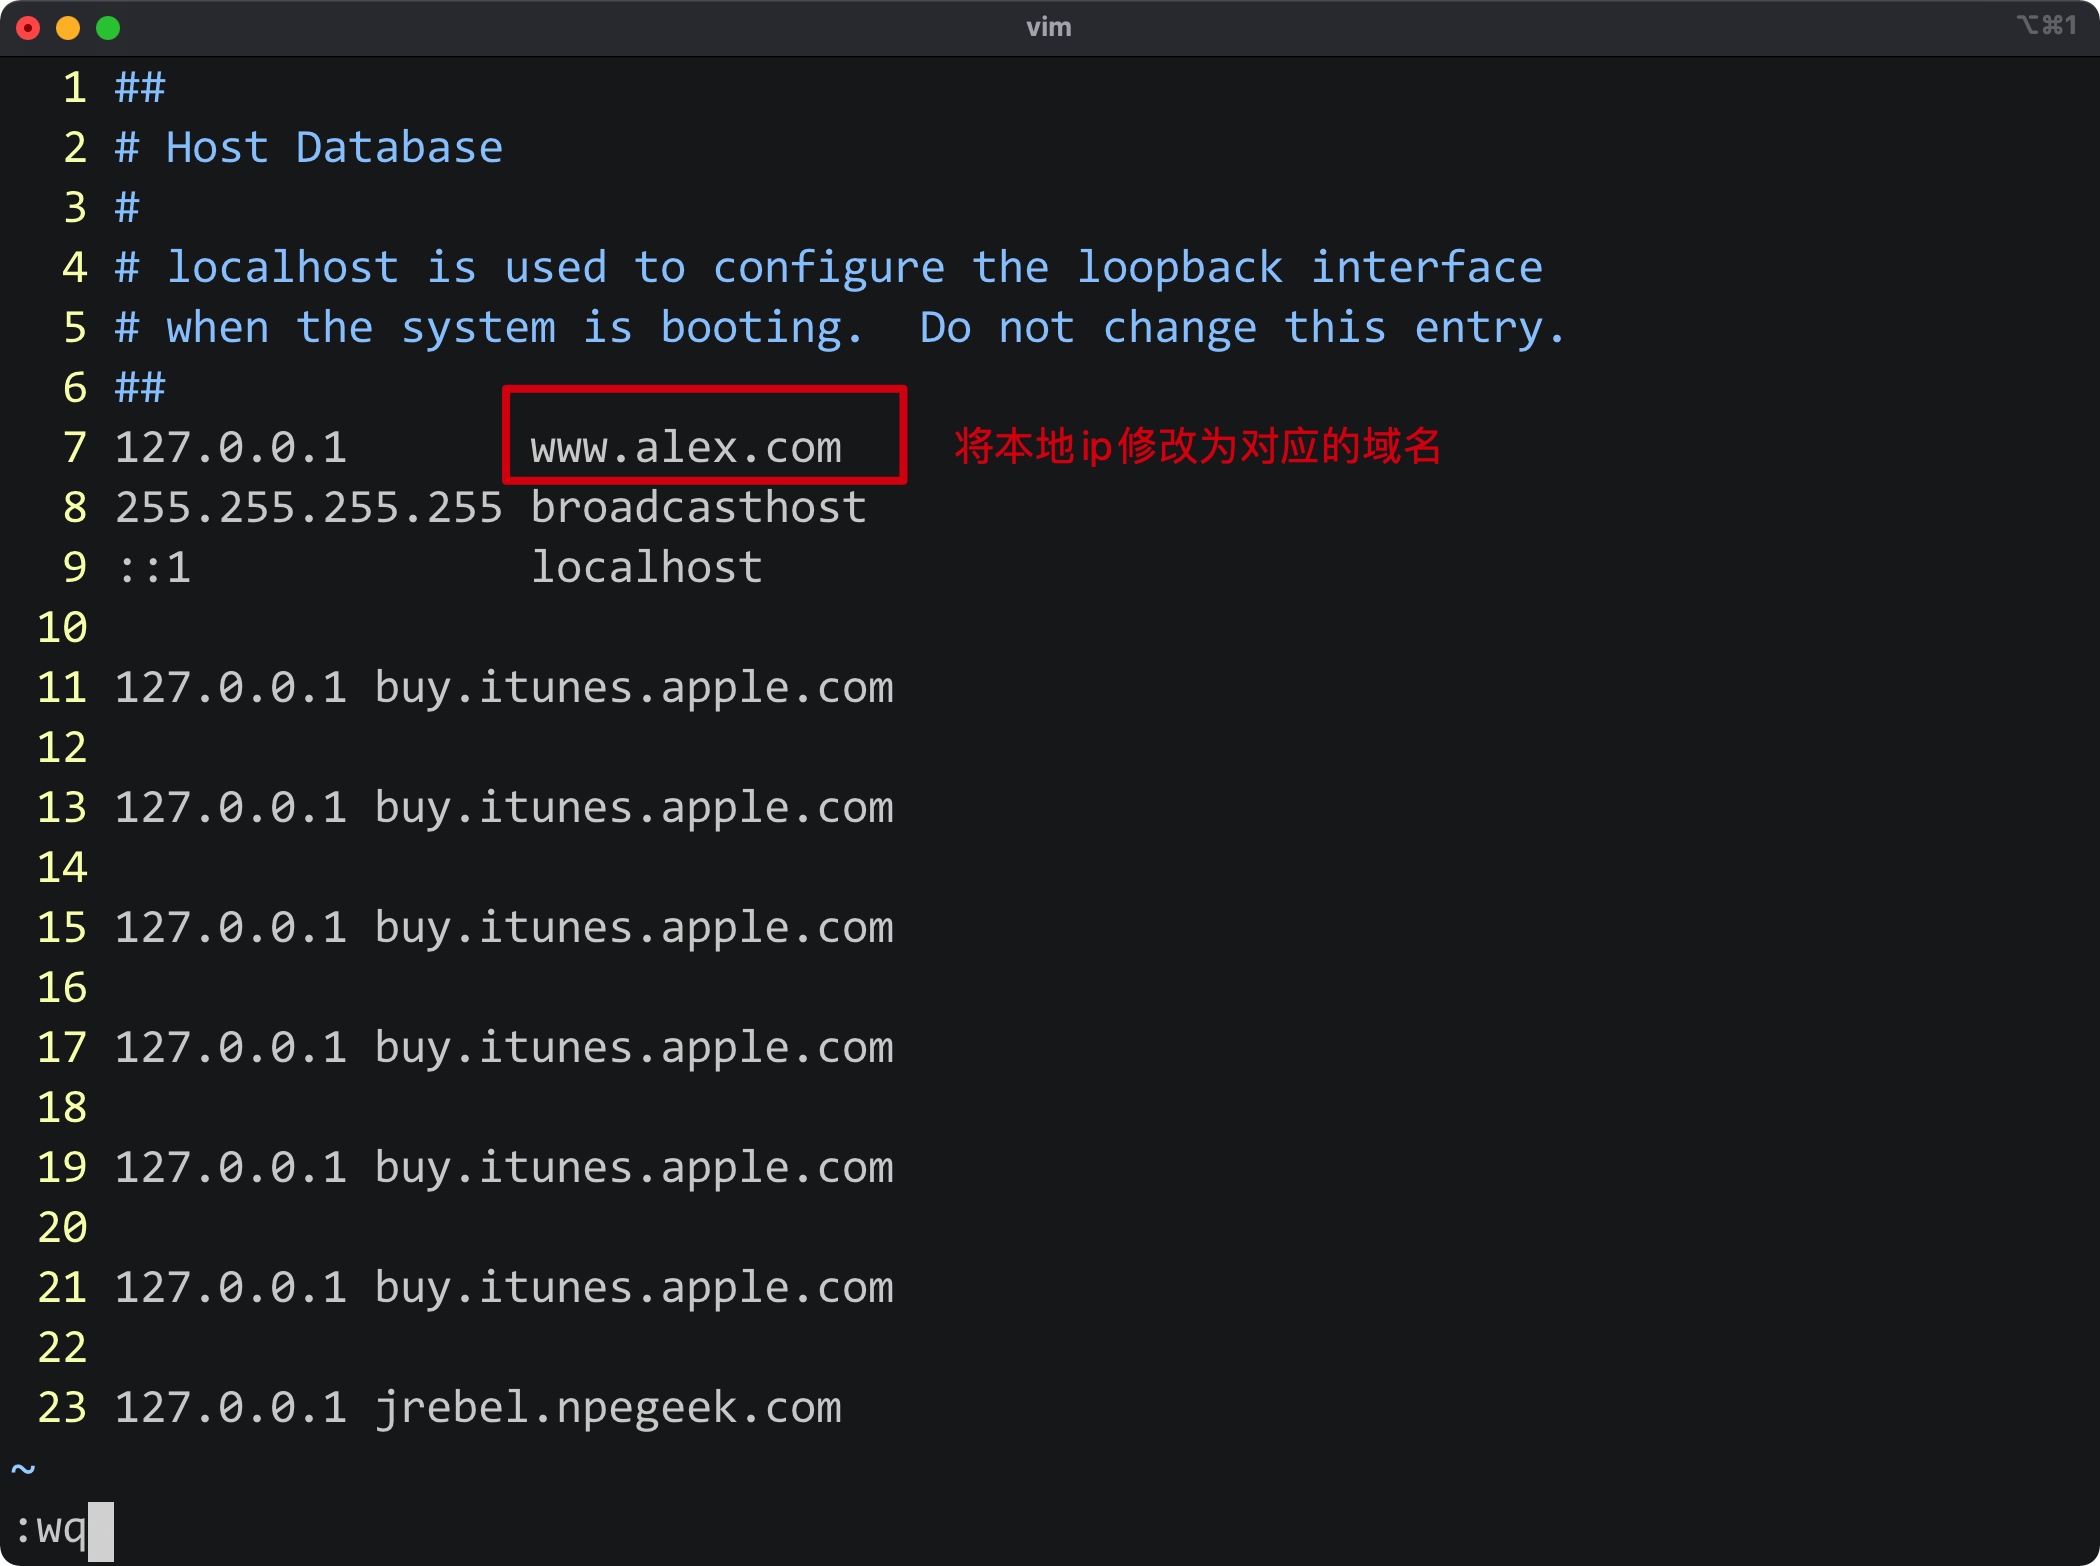 vim
⌥⌘1
1 ##
2 # Host Database
3 #
4 # localhost is used to configure the loopback interface
5 # when the system is booting.  Do not change this entry.
6 ##
7 127.0.0.1       www.alex.com 将本地ip修改为对应的域名
8 255.255.255.255 broadcasthost
9 ::1             localhost
10
11 127.0.0.1 buy.itunes.apple.com
12
13 127.0.0.1 buy.itunes.apple.com
14
15 127.0.0.1 buy.itunes.apple.com
16
17 127.0.0.1 buy.itunes.apple.com
18
19 127.0.0.1 buy.itunes.apple.com
20
21 127.0.0.1 buy.itunes.apple.com
22
23 127.0.0.1 jrebel.npegeek.com
~
:wq